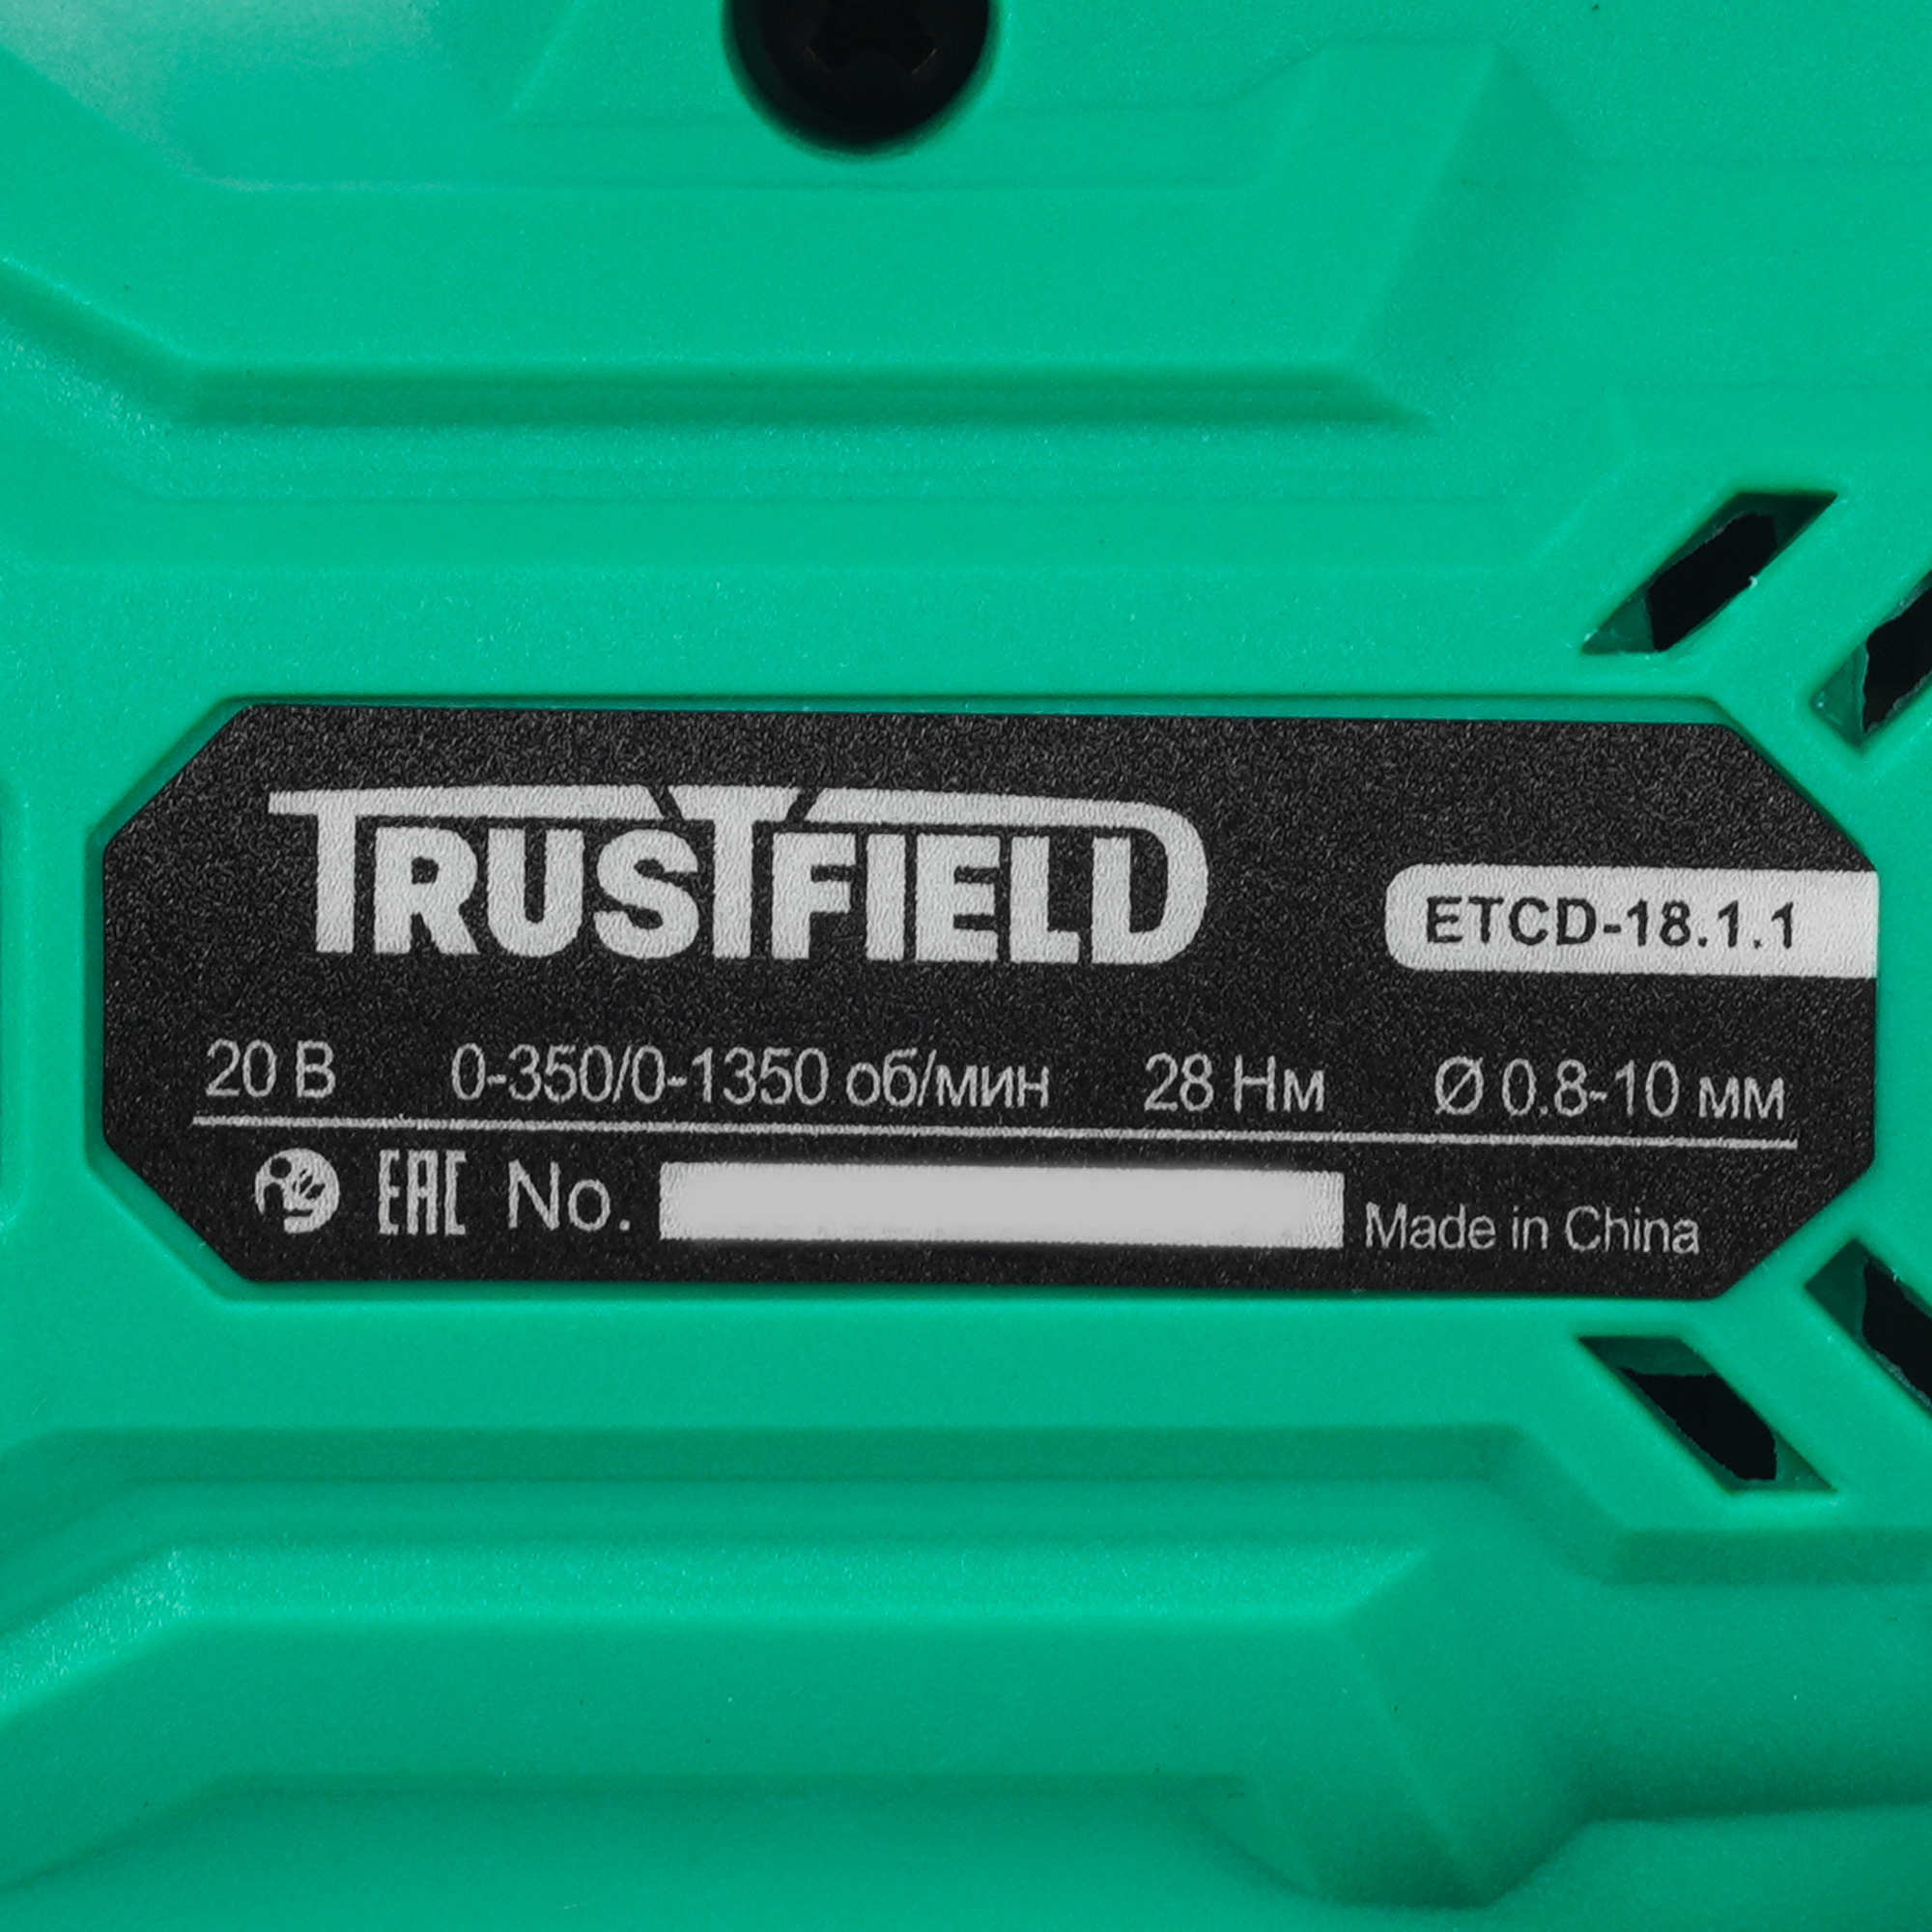 TRUSTFIELD
ETCD-18.1.1
20 В 0-350/0-1350 об/мин 28 Нм Ø 0.8-10 мм
EAC No. Made in China